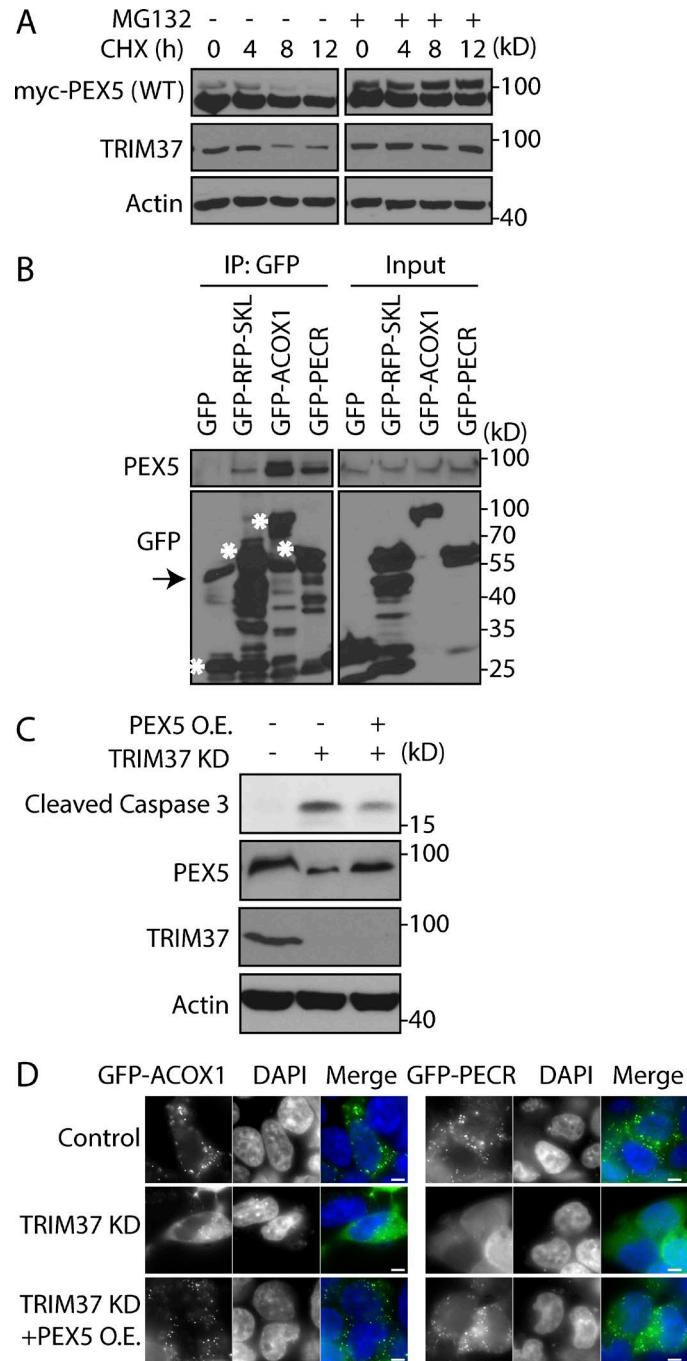 A
MG132 - - - - + + + +
CHX (h) 0 4 8 12 0 4 8 12 (kD)
myc-PEX5 (WT) -100
TRIM37 -100
Actin -40
B
IP: GFP Input
GFP GFP-RFP-SKL GFP-ACOX1 GFP-PECR GFP GFP-RFP-SKL GFP-ACOX1 GFP-PECR
(kD)
PEX5 -100
GFP -100
-70
-55
-40
-35
-25
C
PEX5 O.E. - - +
TRIM37 KD - + + (kD)
Cleaved Caspase 3 -15
PEX5 -100
TRIM37 -100
Actin -40
D
GFP-ACOX1 DAPI Merge GFP-PECR DAPI Merge
Control
TRIM37 KD
TRIM37 KD
+PEX5 O.E.